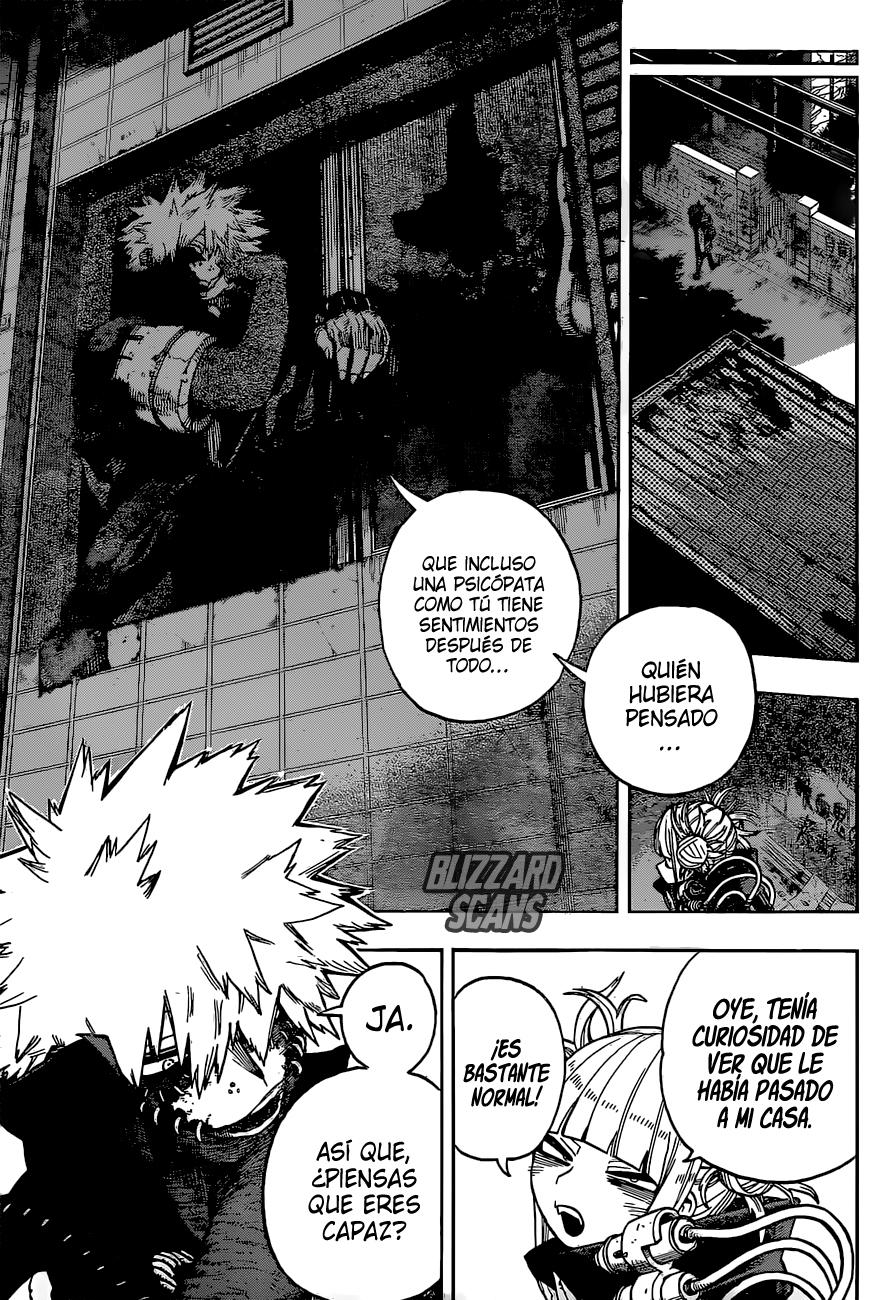 QUIÉN
HUBIERA
PENSADO
...
QUE INCLUSO
UNA PSICÓPATA
COMO TÚ TIENE
SENTIMIENTOS
DESPUÉS DE
TODO...
OYE, TENÍA
CURIOSIDAD DE
VER QUE LE
HABÍA PASADO
A MI CASA.
¡ES
BASTANTE
NORMAL!
JA.
ASÍ QUE,
¿PIENSAS
QUE ERES
CAPAZ?
BLIZZARD
SCANS